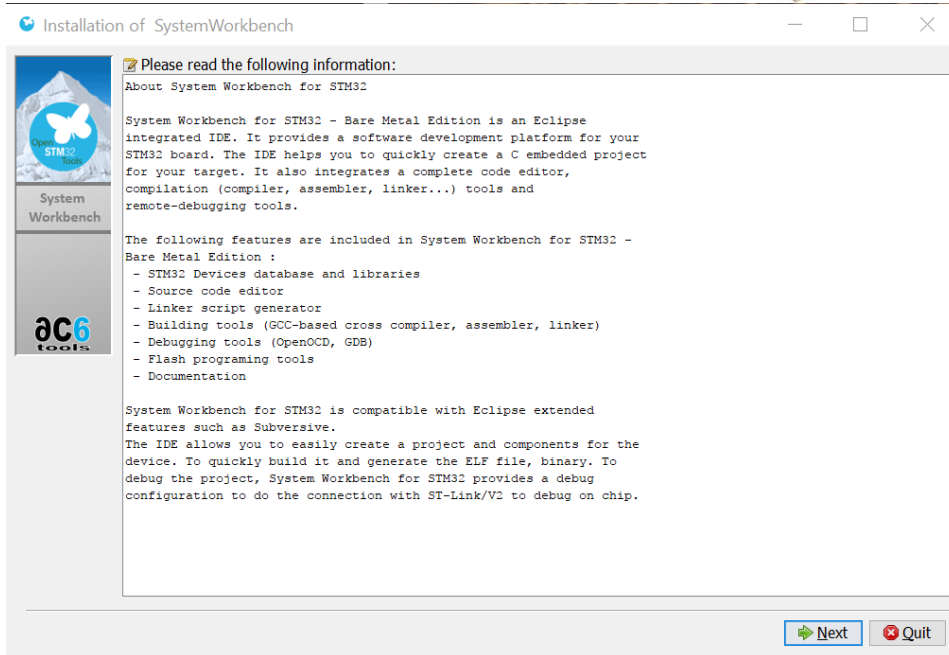 Installation of SystemWorkbench
Please read the following information:
About System Workbench for STM32
System Workbench for STM32 - Bare Metal Edition is an Eclipse
integrated IDE. It provides a software development platform for your
STM32 board. The IDE helps you to quickly create a C embedded project
for your target. It also integrates a complete code editor,
compilation (compiler, assembler, linker...) tools and
remote-debugging tools.
The following features are included in System Workbench for STM32 -
Bare Metal Edition :
- STM32 Devices database and libraries
- Source code editor
- Linker script generator
- Building tools (GCC-based cross compiler, assembler, linker)
- Debugging tools (OpenOCD, GDB)
- Flash programing tools
- Documentation
System Workbench for STM32 is compatible with Eclipse extended
features such as Subversive.
The IDE allows you to easily create a project and components for the
device. To quickly build it and generate the ELF file, binary. To
debug the project, System Workbench for STM32 provides a debug
configuration to do the connection with ST-Link/V2 to debug on chip.
Open
STM32
Tools
System
Workbench
ac6
tools
Next
Quit